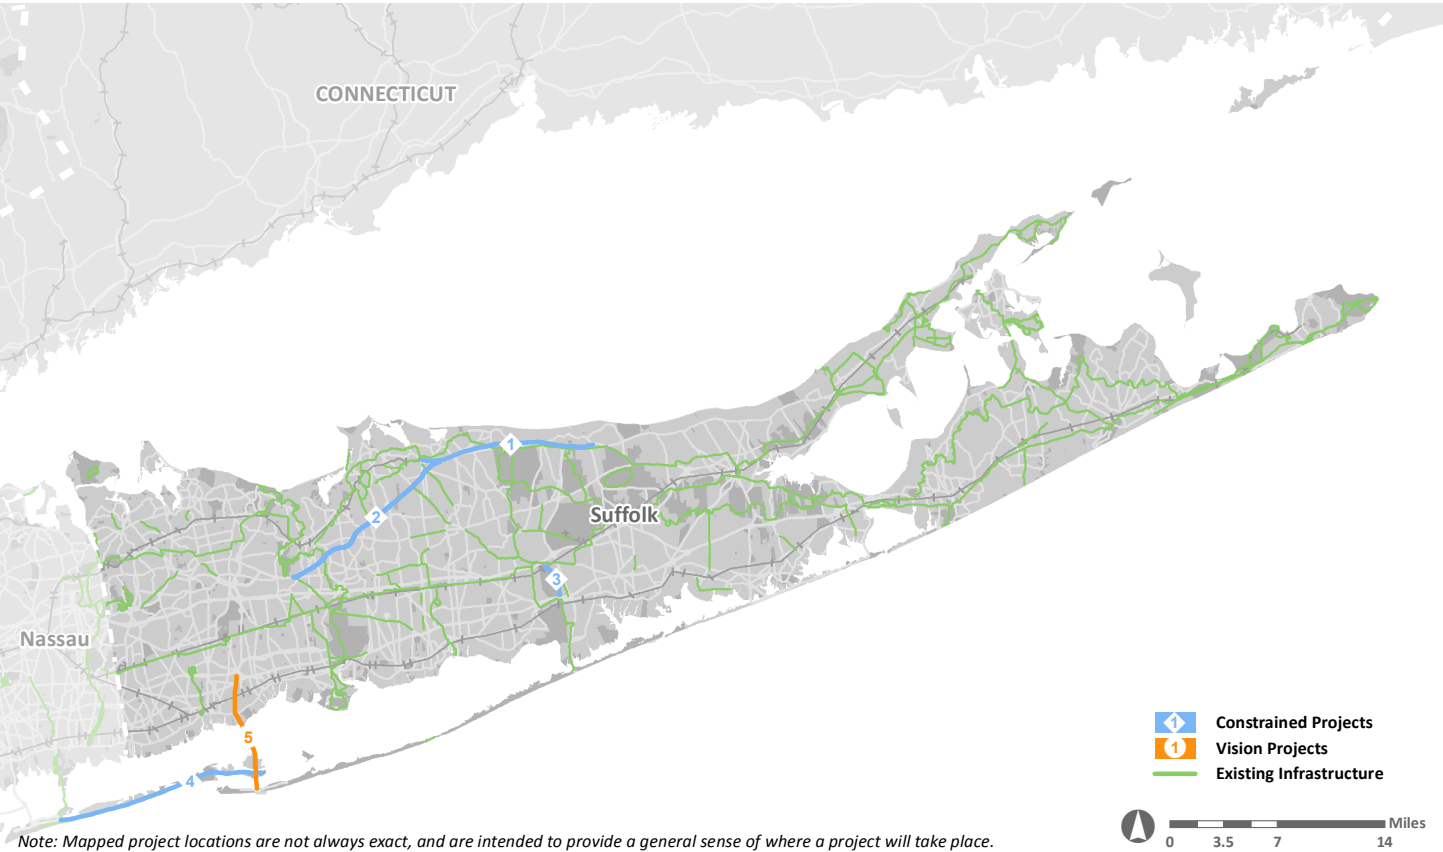 CONNECTICUT
1
2
Suffolk
3
Nassau
5
4
1 Constrained Projects
1 Vision Projects
Existing Infrastructure
Miles
0 3.5 7 14
Note: Mapped project locations are not always exact, and are intended to provide a general sense of where a project will take place.